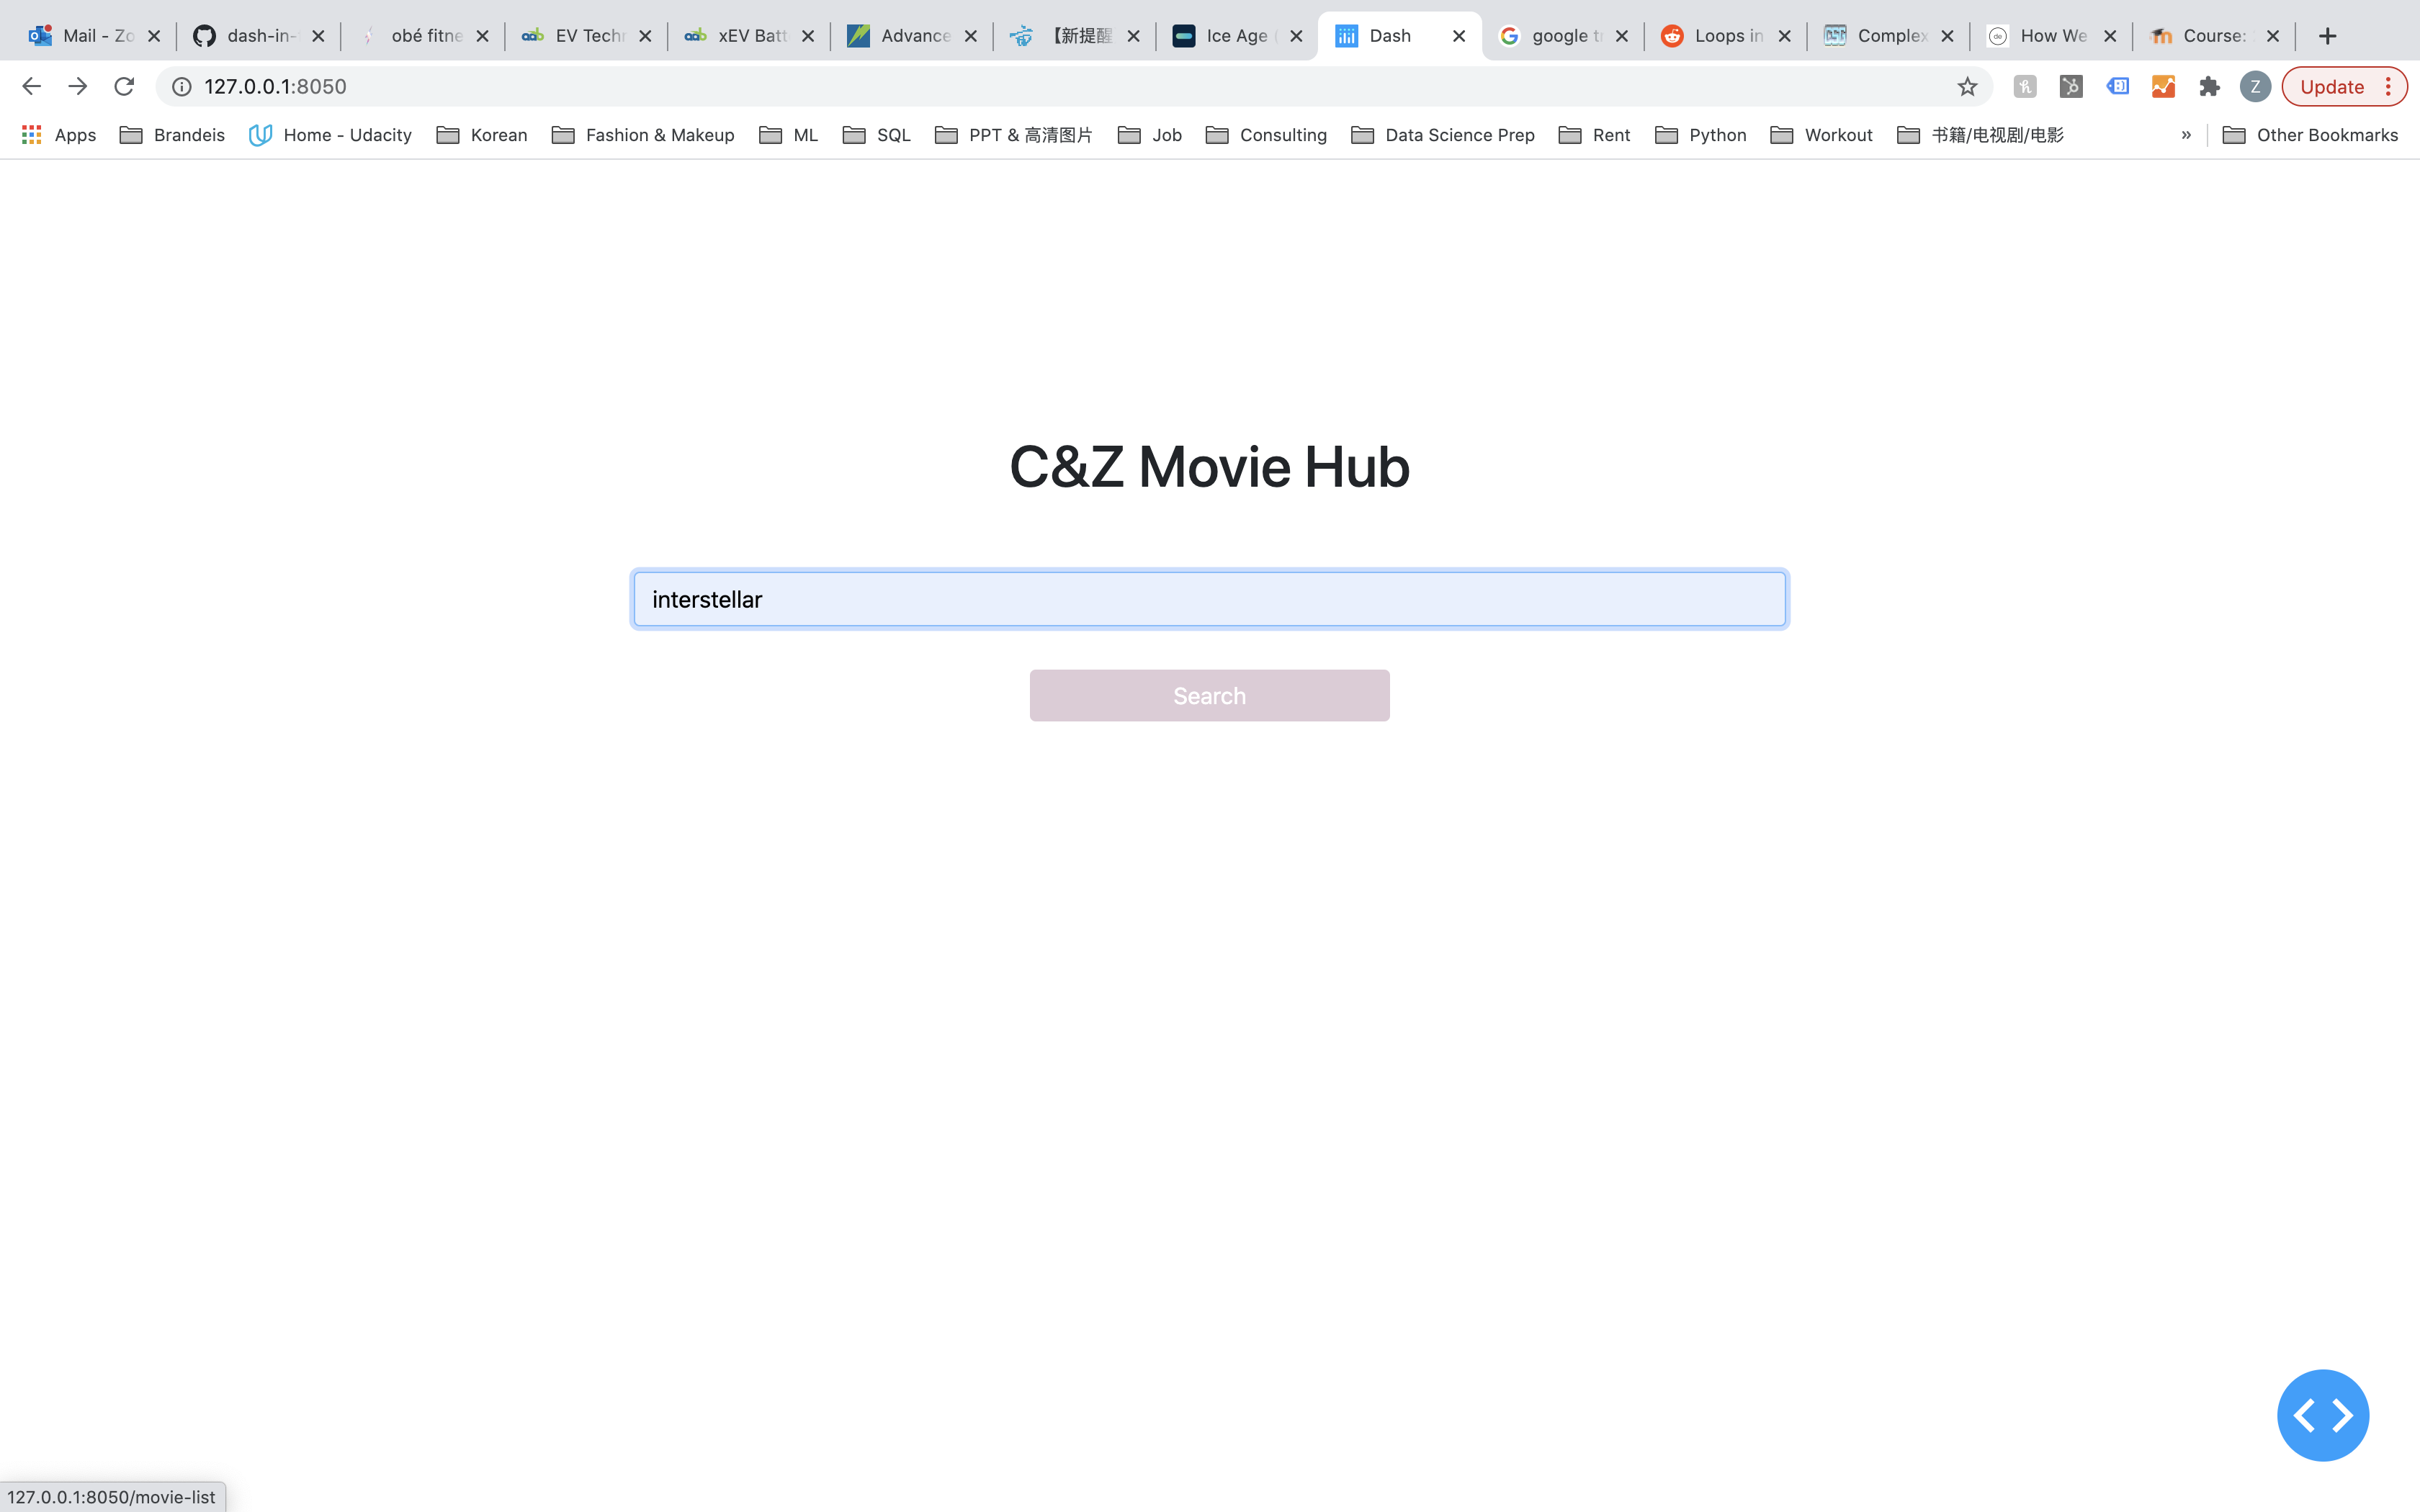 Mail - Zo dash-in- obé fitne EV Techn xEV Batt Advance 【新提醒 Ice Age ( Dash google tr Loops in Complex How We Course:
127.0.0.1:8050 Z Update
Apps Brandeis Home - Udacity Korean Fashion & Makeup ML SQL PPT & 高清图片 Job Consulting Data Science Prep Rent Python Workout 书籍/电视剧/电影 » Other Bookmarks
C&Z Movie Hub
interstellar
Search
127.0.0.1:8050/movie-list